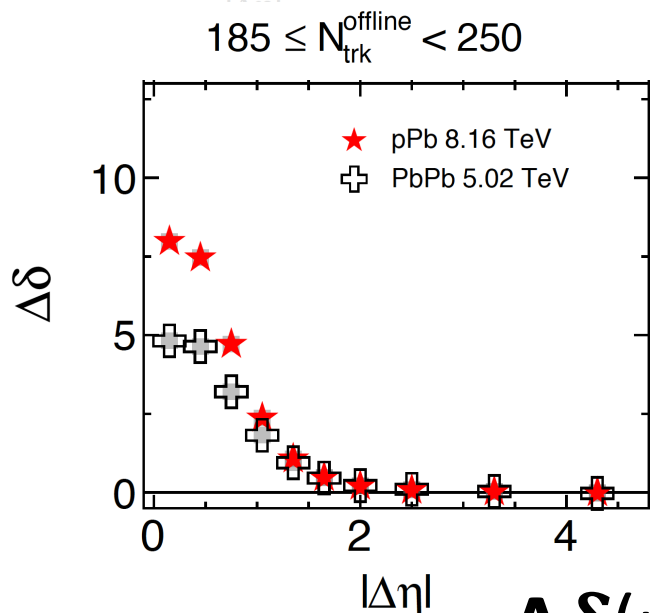 185 ≤ N_trk^offline < 250
pPb 8.16 TeV
PbPb 5.02 TeV
10
5
0
Δδ
0 2 4
|Δη|